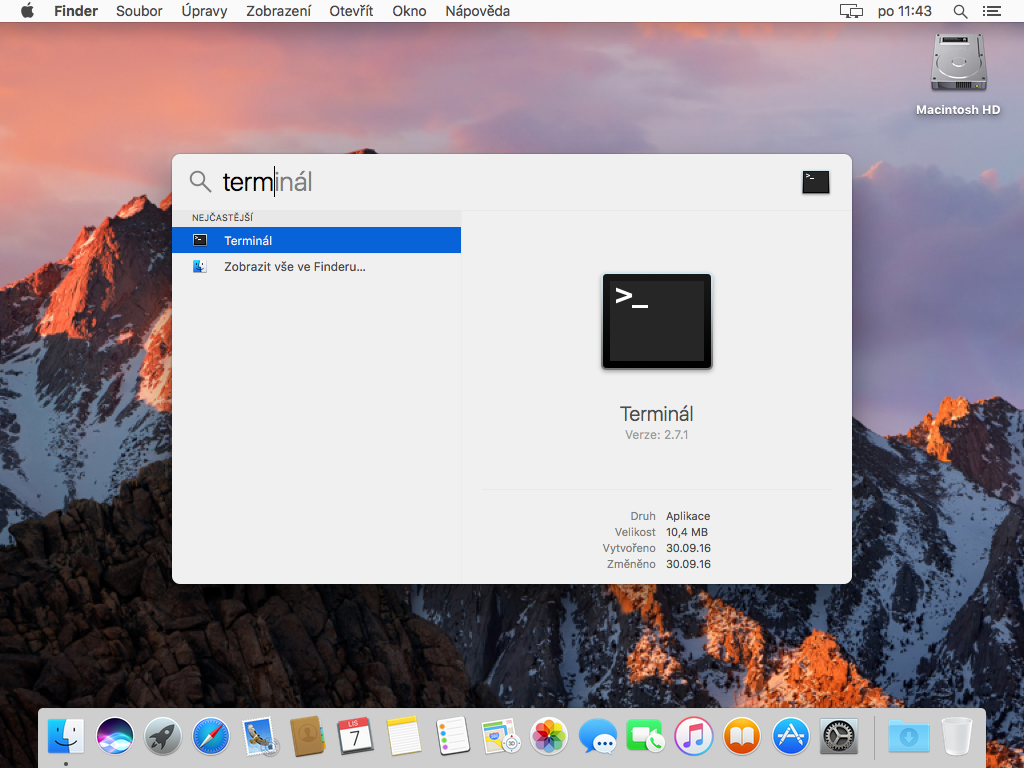 Finder Soubor Úpravy Zobrazení Otevřít Okno Nápověda po 11:43
Macintosh HD
terminál
NEJČASTĚJŠÍ
Terminál
Zobrazit vše ve Finderu...
>_
Terminál
Verze: 2.7.1
Druh Aplikace
Velikost 10,4 MB
Vytvořeno 30.09.16
Změněno 30.09.16
LIS
7